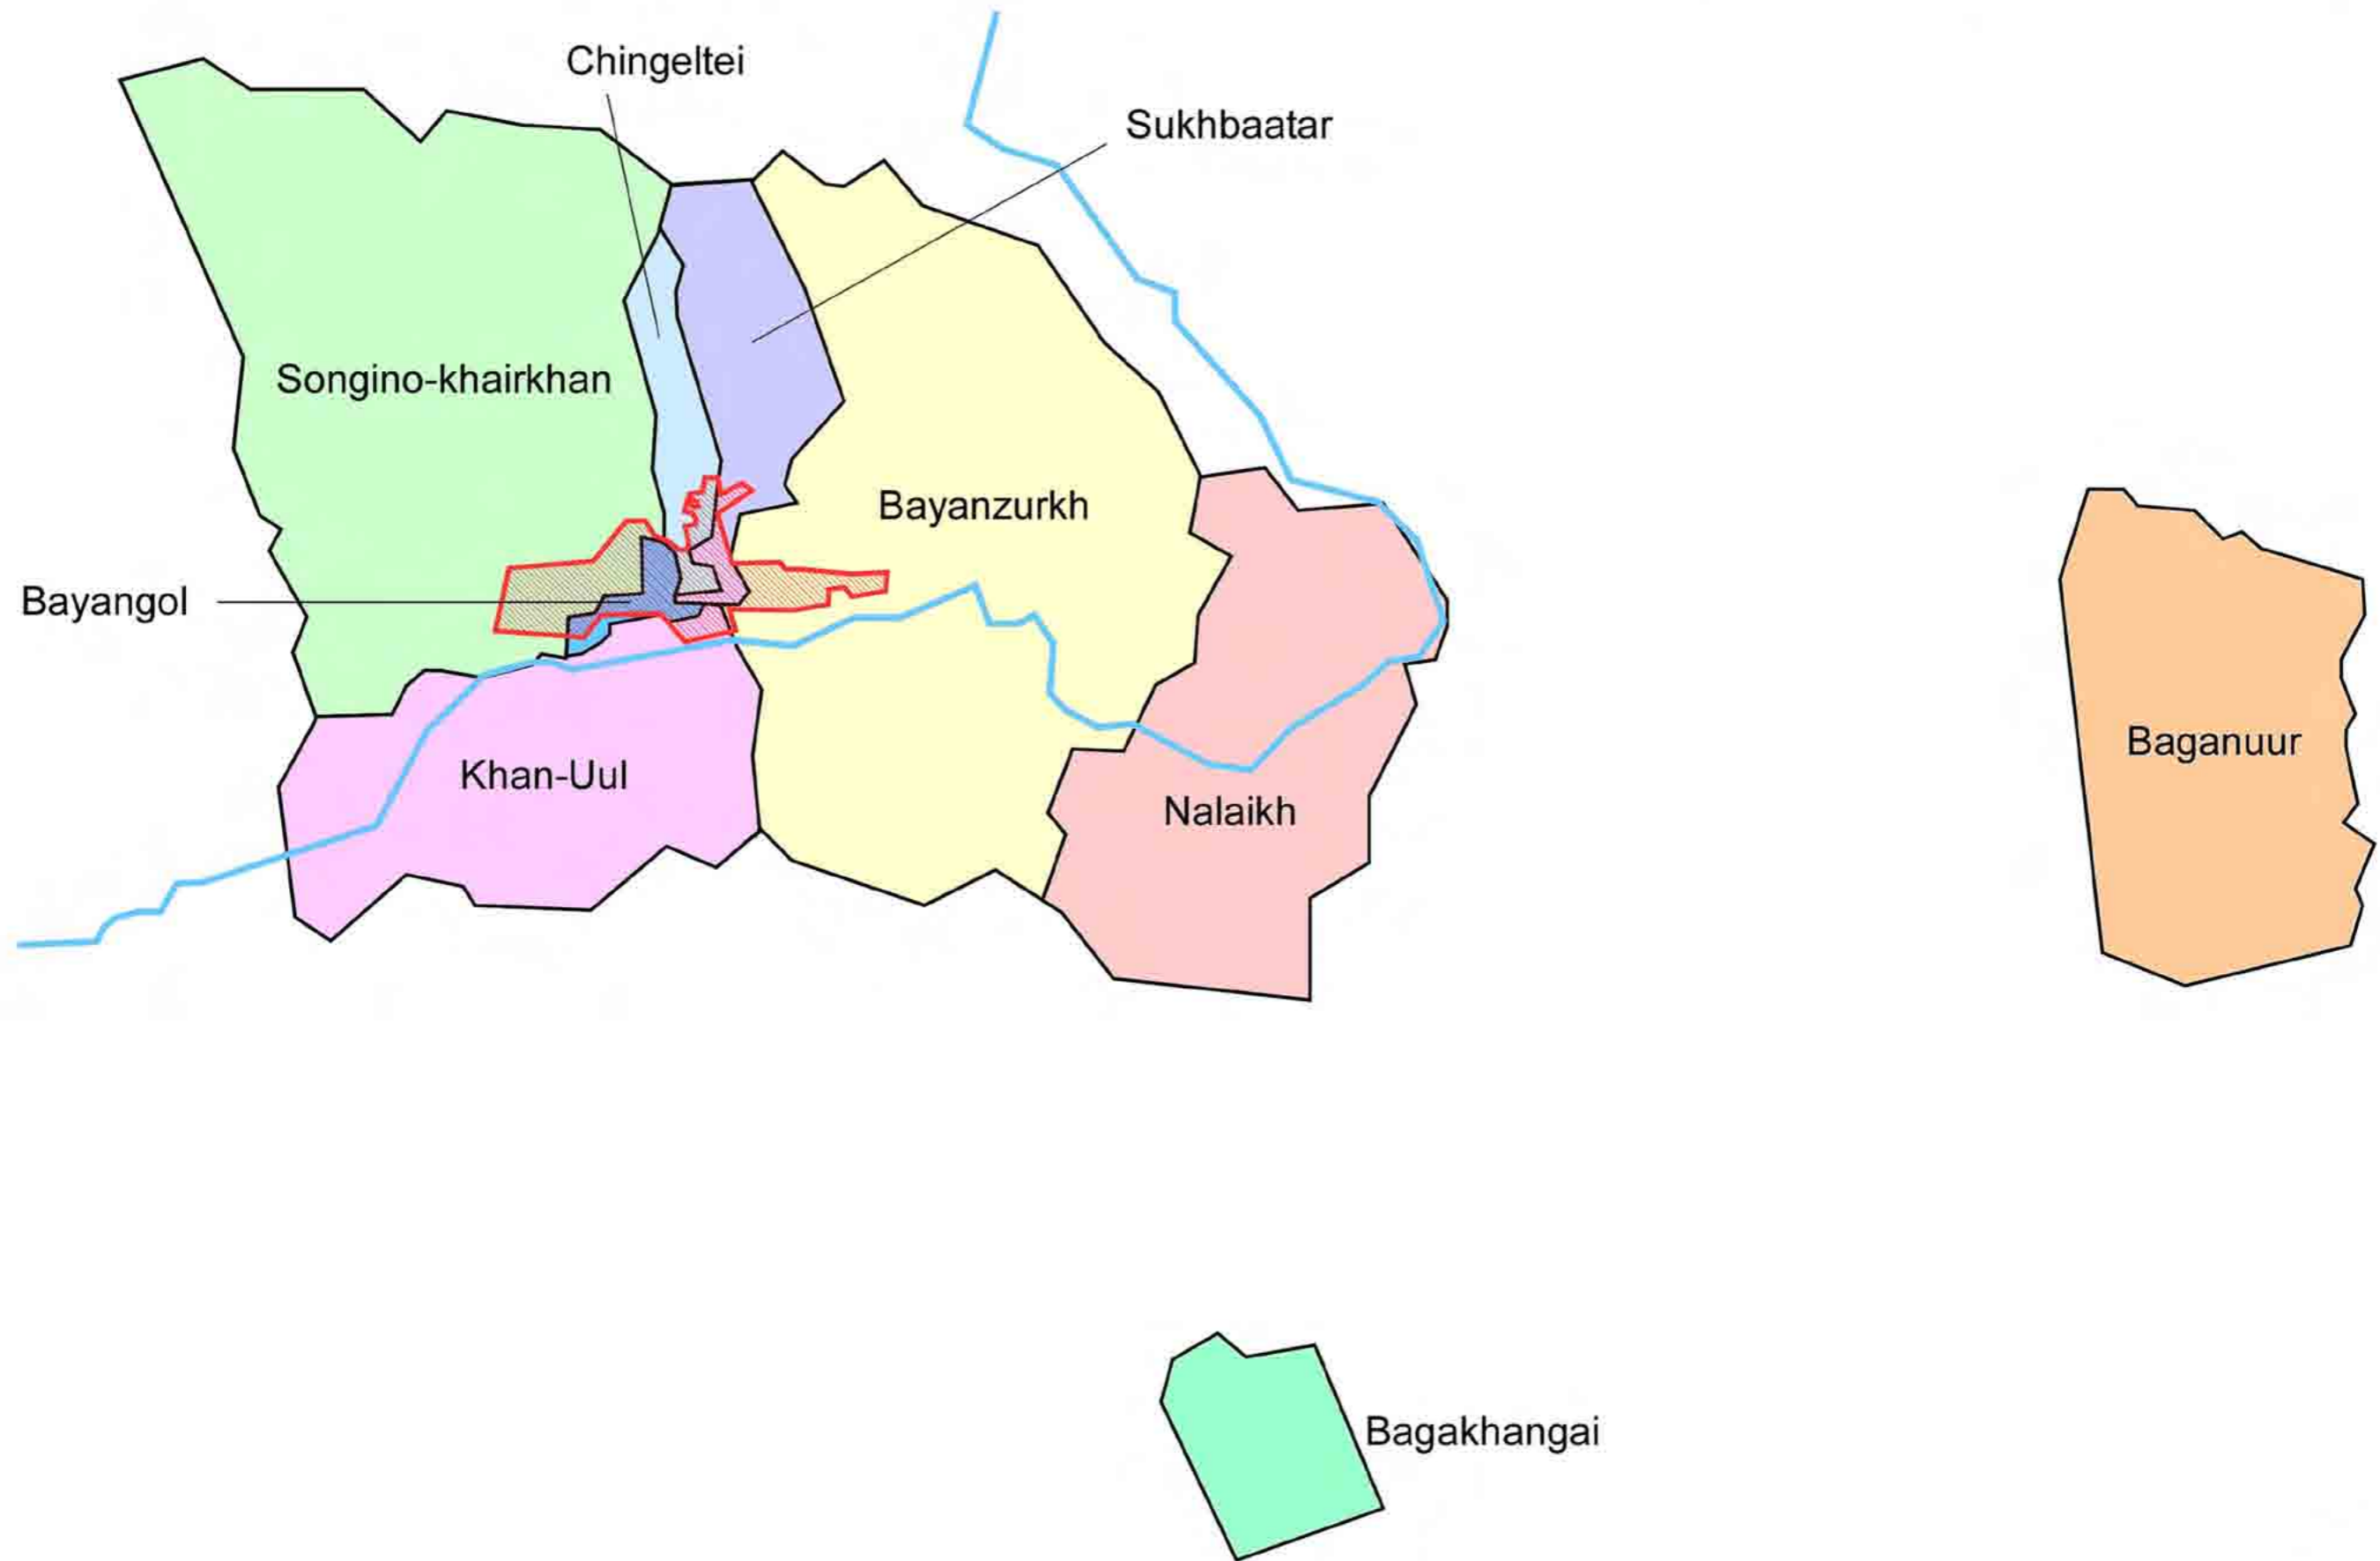 Chingeltei
Sukhbaatar
Songino-khairkhan
Bayanzurkh
Bayangol
Baganuur
Khan-Uul
Nalaikh
Bagakhangai